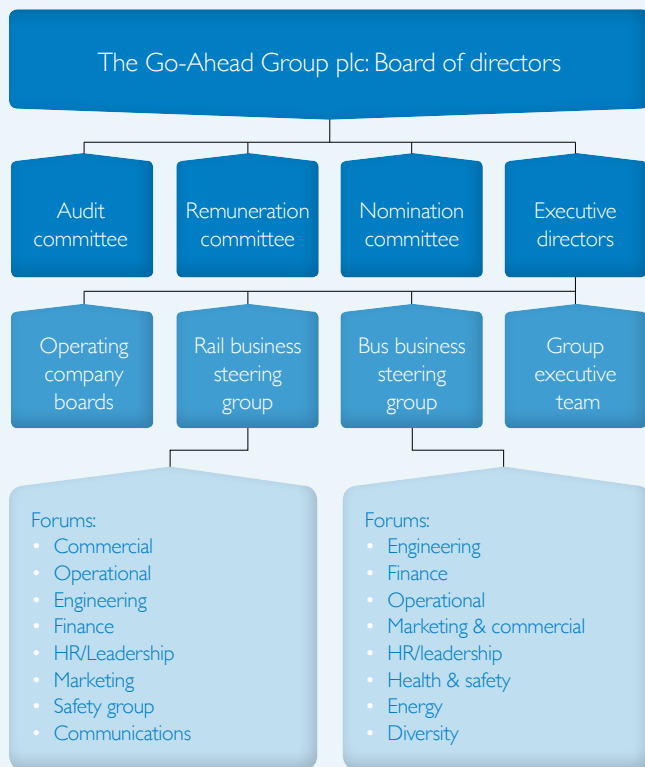 The Go-Ahead Group plc: Board of directors
Audit
committee
Remuneration
committee
Nomination
committee
Executive
directors
Operating
company
boards
Rail business
steering
group
Bus business
steering
group
Group
executive
team
Forums:
• Commercial
• Operational
• Engineering
• Finance
• HR/Leadership
• Marketing
• Safety group
• Communications
Forums:
• Engineering
• Finance
• Operational
• Marketing & commercial
• HR/leadership
• Health & safety
• Energy
• Diversity